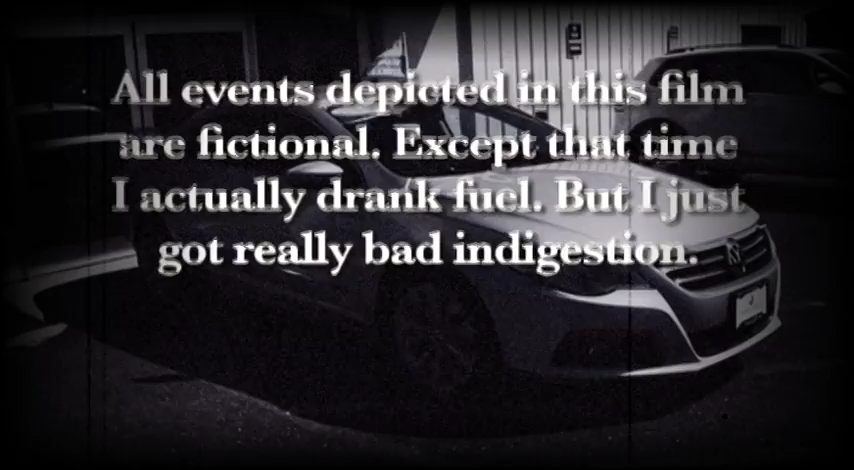 All events depicted in this film
are fictional. Except that time
I actually drank fuel. But I just
got really bad indigestion.